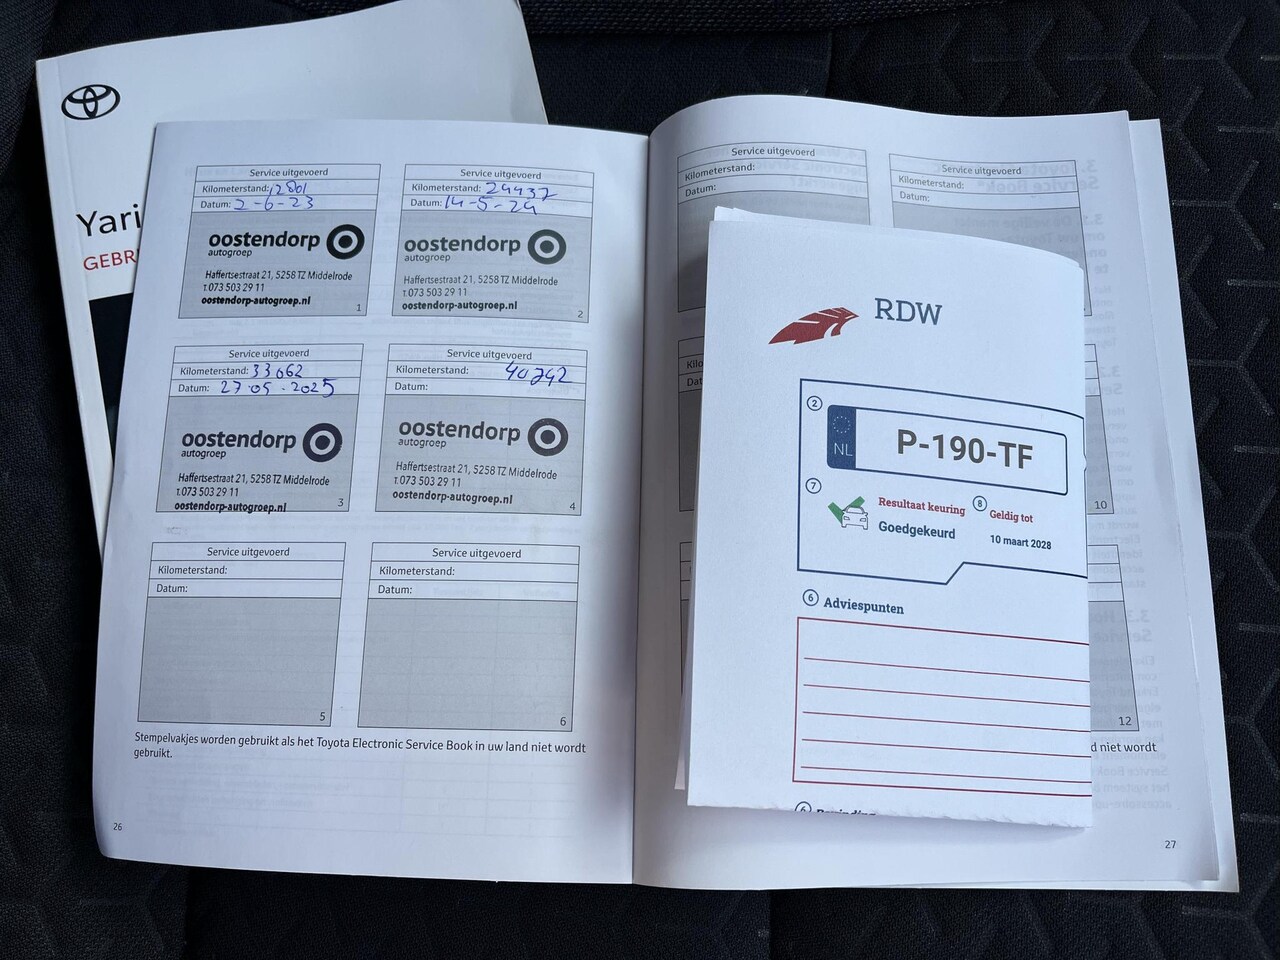 Yari
GEBR
Service uitgevoerd
Kilometerstand: 12801
Datum: 2-6-23
oostendorp
autogroep
Haffertsestraat 21, 5258 TZ Middelrode
t.073 503 29 11
oostendorp-autogroep.nl
1
Service uitgevoerd
Kilometerstand: 24437
Datum: 14-5-24
oostendorp
autogroep
Haffertsestraat 21, 5258 TZ Middelrode
t.073 503 29 11
oostendorp-autogroep.nl
2
Service uitgevoerd
Kilometerstand: 33062
Datum: 27-05-2025
oostendorp
autogroep
Haffertsestraat 21, 5258 TZ Middelrode
t.073 503 29 11
oostendorp-autogroep.nl
3
Service uitgevoerd
Kilometerstand: 40742
Datum:
oostendorp
autogroep
Haffertsestraat 21, 5258 TZ Middelrode
t.073 503 29 11
oostendorp-autogroep.nl
4
Service uitgevoerd
Kilometerstand:
Datum:
5
Service uitgevoerd
Kilometerstand:
Datum:
6
Stempelvakjes worden gebruikt als het Toyota Electronic Service Book in uw land niet wordt
gebruikt.
26
Service uitgevoerd
Kilometerstand:
Datum:
Service uitgevoerd
Kilometerstand:
Datum:
Kilo
Dat
10
12
d niet wordt
27
RDW
2
NL
P-190-TF
7
Resultaat keuring
Goedgekeurd
8
Geldig tot
10 maart 2028
6 Adviespunten
6